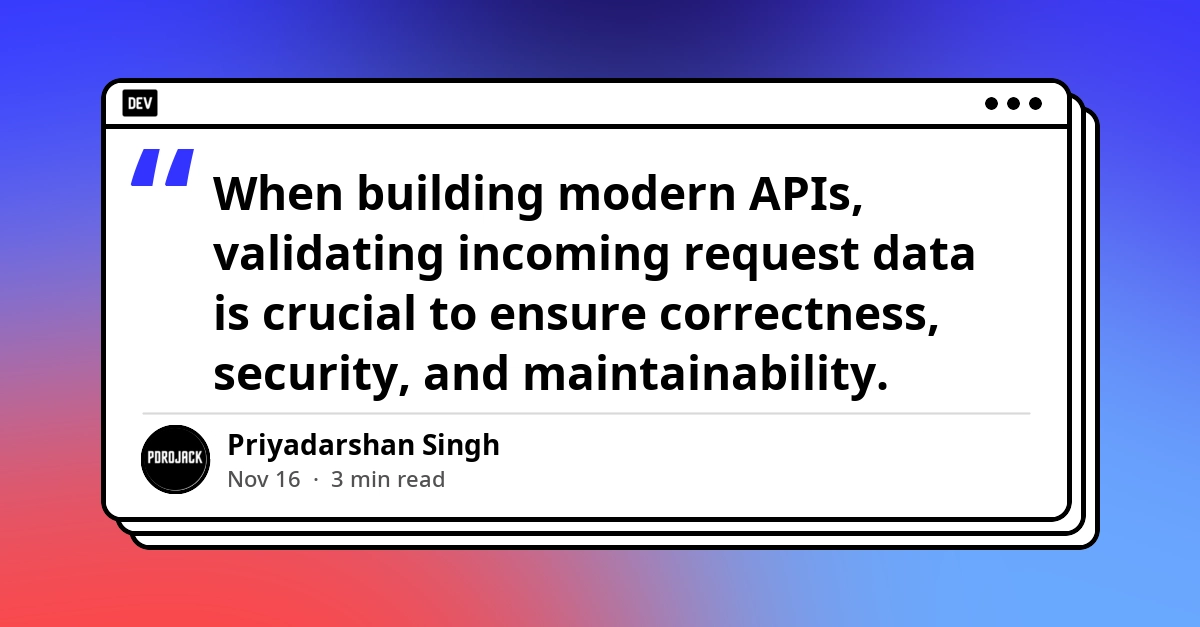 DEV
“ When building modern APIs,
validating incoming request data
is crucial to ensure correctness,
security, and maintainability.
PDROJACK
Priyadarshan Singh
Nov 16 · 3 min read